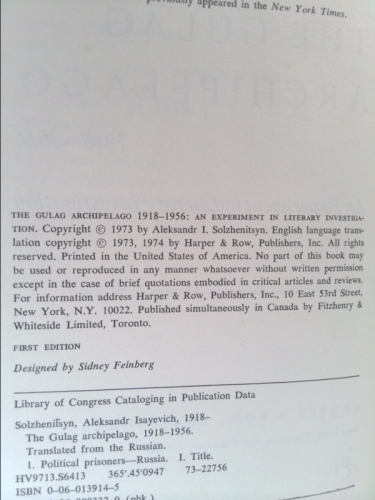 previously appeared in the New York Times.
THE GULAG ARCHIPELAGO 1918–1956: AN EXPERIMENT IN LITERARY INVESTIGA-
TION. Copyright © 1973 by Aleksandr I. Solzhenitsyn. English language trans-
lation copyright © 1973, 1974 by Harper & Row, Publishers, Inc. All rights
reserved. Printed in the United States of America. No part of this book may
be used or reproduced in any manner whatsoever without written permission
except in the case of brief quotations embodied in critical articles and reviews.
For information address Harper & Row, Publishers, Inc., 10 East 53rd Street,
New York, N.Y. 10022. Published simultaneously in Canada by Fitzhenry &
Whiteside Limited, Toronto.
FIRST EDITION
Designed by Sidney Feinberg
Library of Congress Cataloging in Publication Data
Solzhenitsyn, Aleksandr Isayevich, 1918–
The Gulag archipelago, 1918–1956.
Translated from the Russian.
1. Political prisoners—Russia. I. Title.
HV9713.S6413 365'.45'0947 73-22756
ISBN 0-06-013914-5
(pbk.)